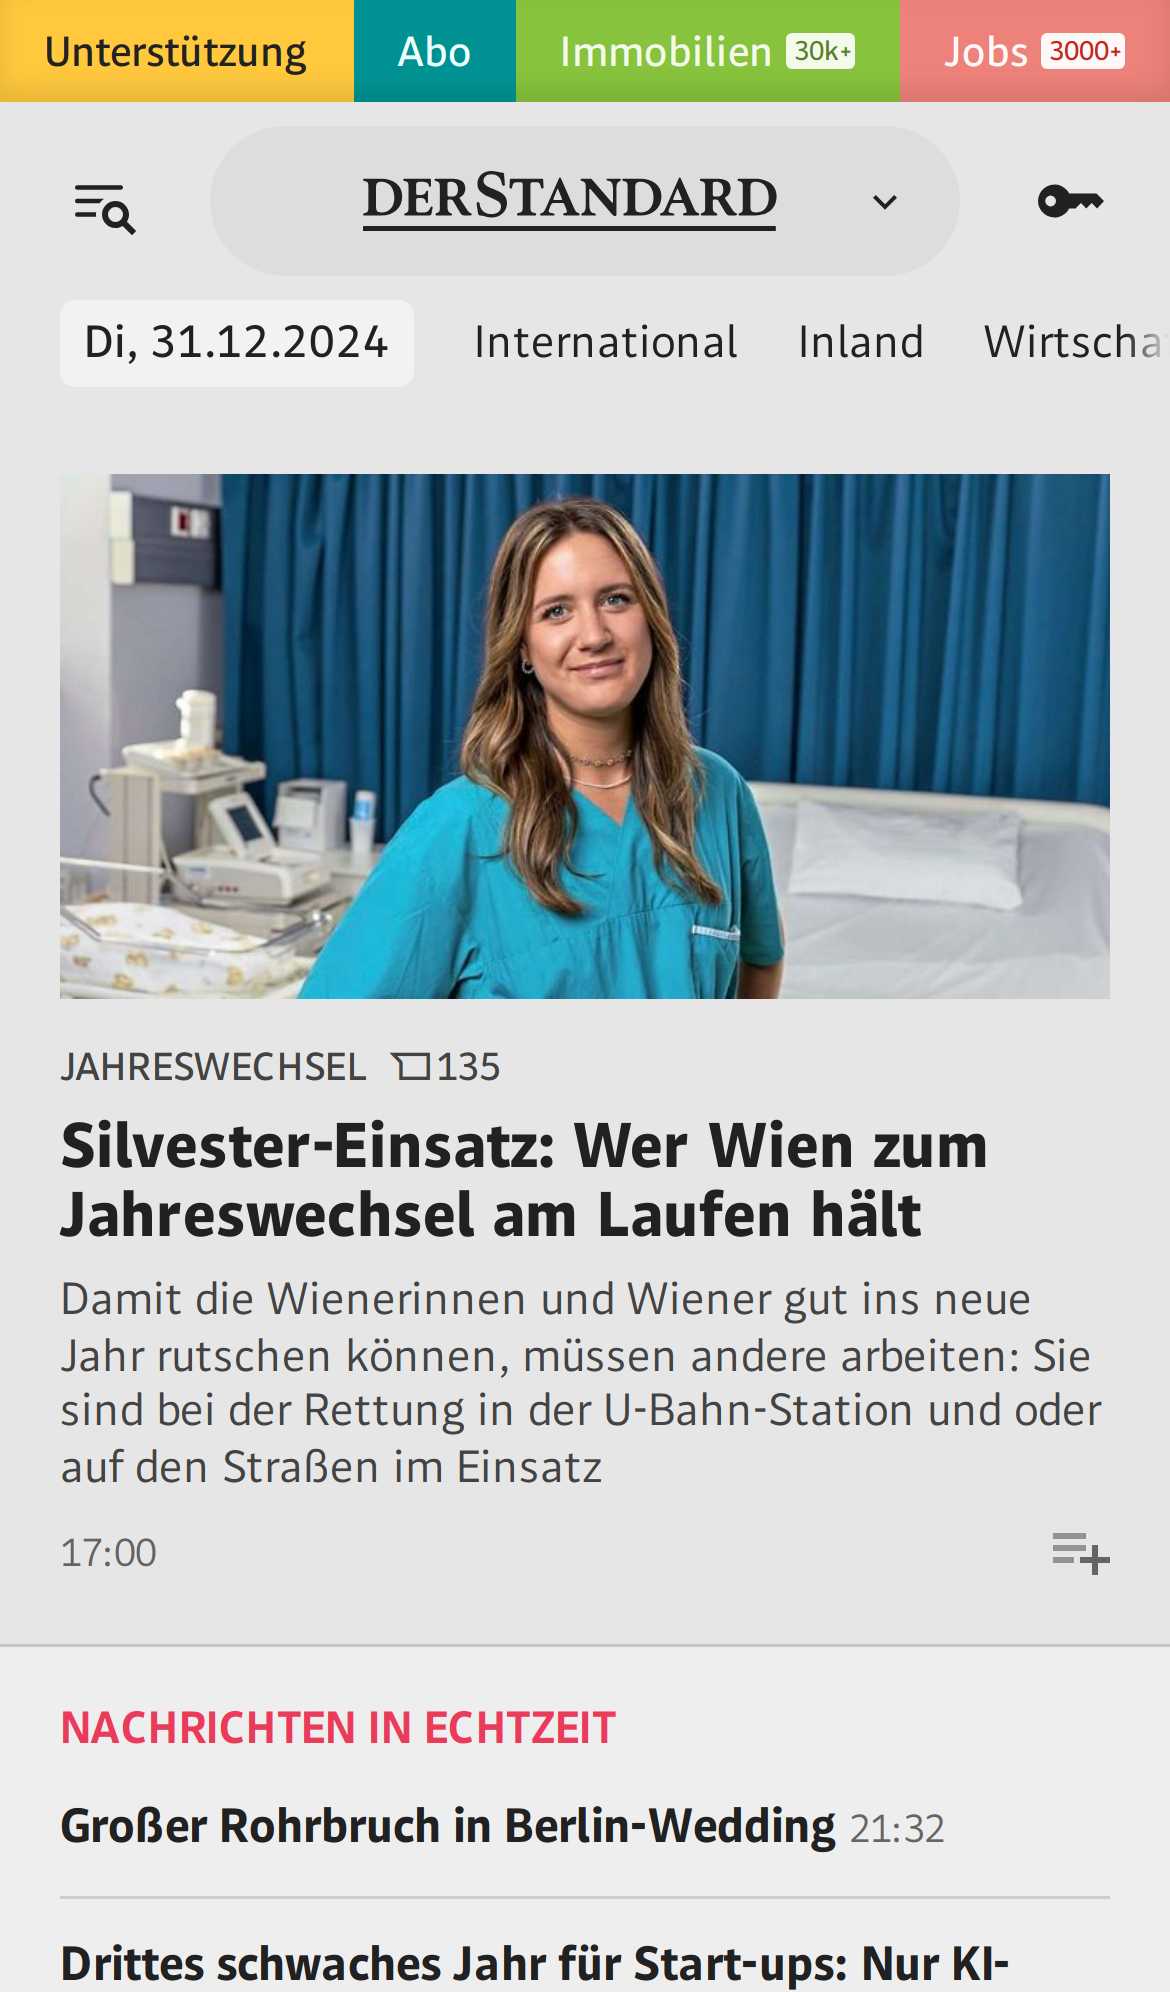 Unterstützung Abo Immobilien 30k+ Jobs 3000+
DERSTANDARD
Di, 31.12.2024 International Inland Wirtscha
JAHRESWECHSEL 135
Silvester-Einsatz: Wer Wien zum
Jahreswechsel am Laufen hält
Damit die Wienerinnen und Wiener gut ins neue
Jahr rutschen können, müssen andere arbeiten: Sie
sind bei der Rettung in der U-Bahn-Station und oder
auf den Straßen im Einsatz
17:00
NACHRICHTEN IN ECHTZEIT
Großer Rohrbruch in Berlin-Wedding 21:32
Drittes schwaches Jahr für Start-ups: Nur KI-